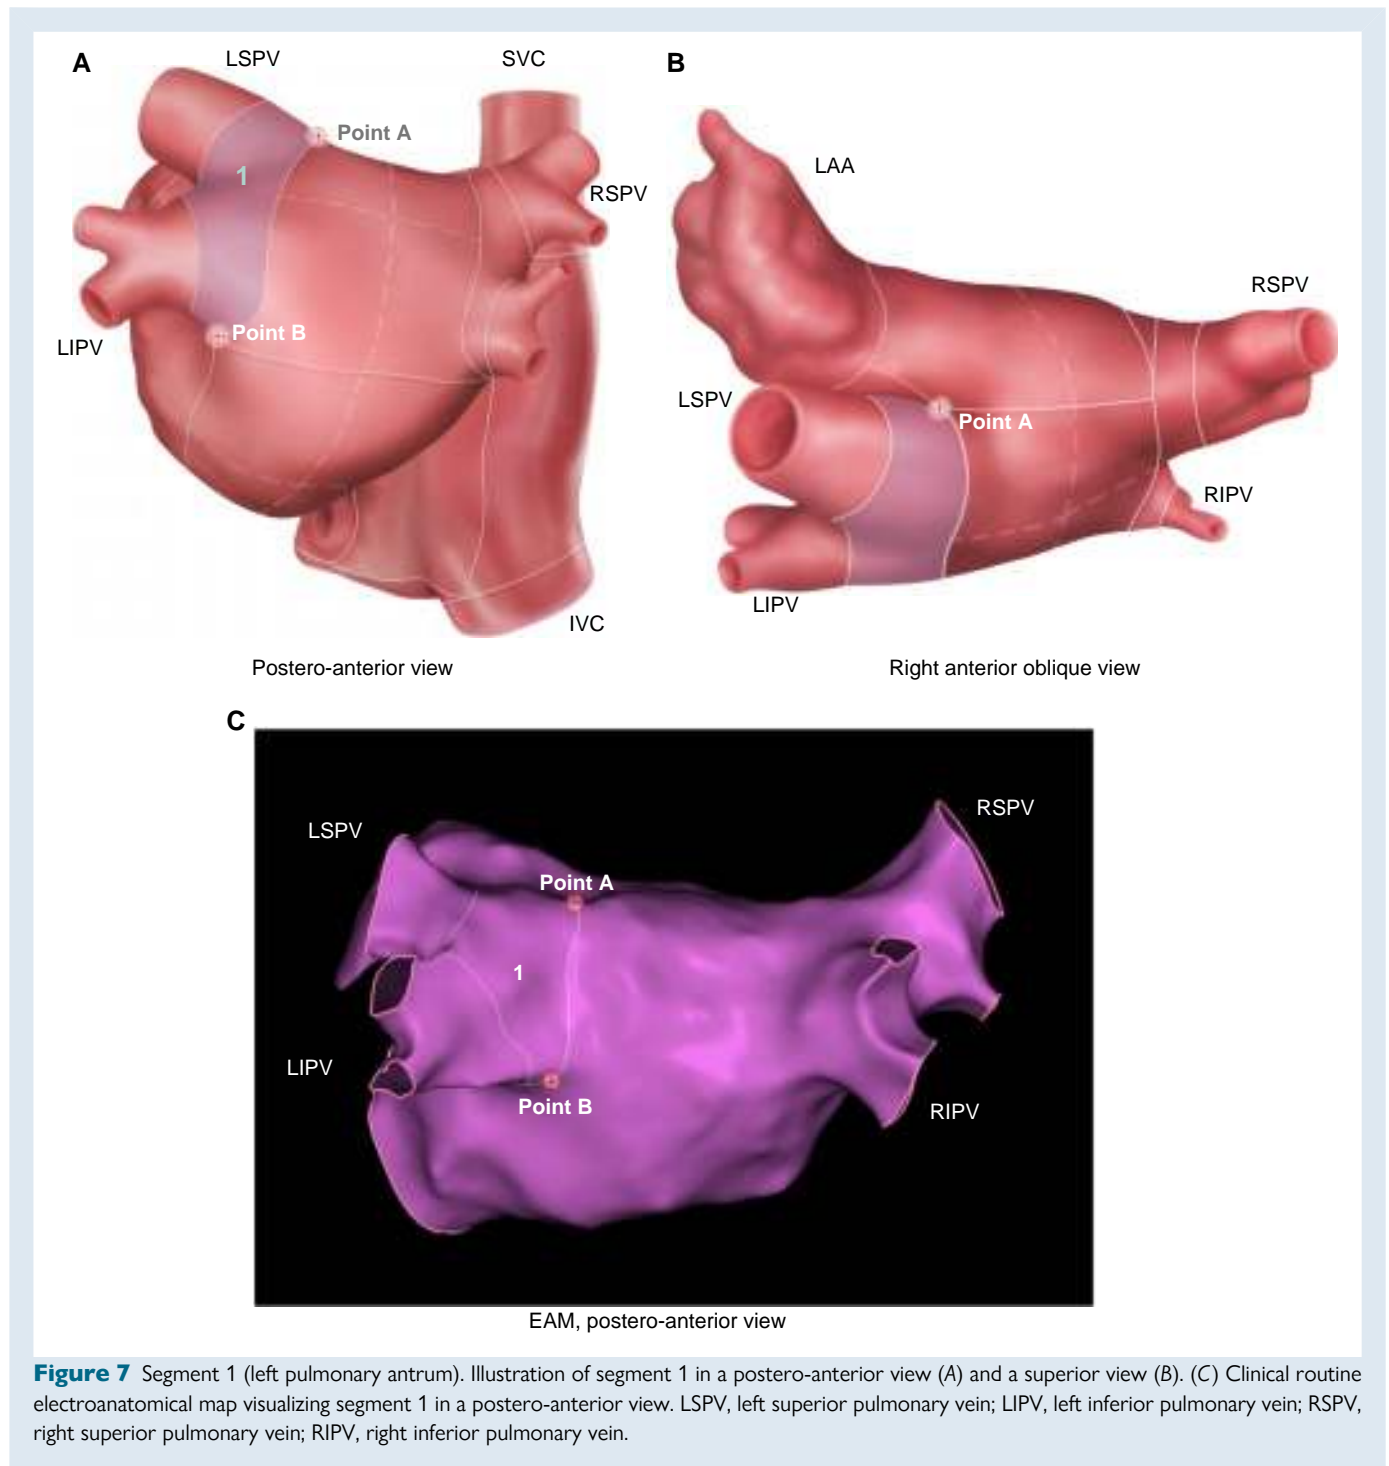 A
LSPV
SVC
Point A
1
RSPV
Point B
LIPV
IVC
Postero-anterior view
B
LAA
RSPV
LSPV
Point A
RIPV
LIPV
Right anterior oblique view
C
LSPV
RSPV
Point A
1
LIPV
Point B
RIPV
EAM, postero-anterior view
Figure 7 Segment 1 (left pulmonary antrum). Illustration of segment 1 in a postero-anterior view (A) and a superior view (B). (C) Clinical routine
electroanatomical map visualizing segment 1 in a postero-anterior view. LSPV, left superior pulmonary vein; LIPV, left inferior pulmonary vein; RSPV,
right superior pulmonary vein; RIPV, right inferior pulmonary vein.